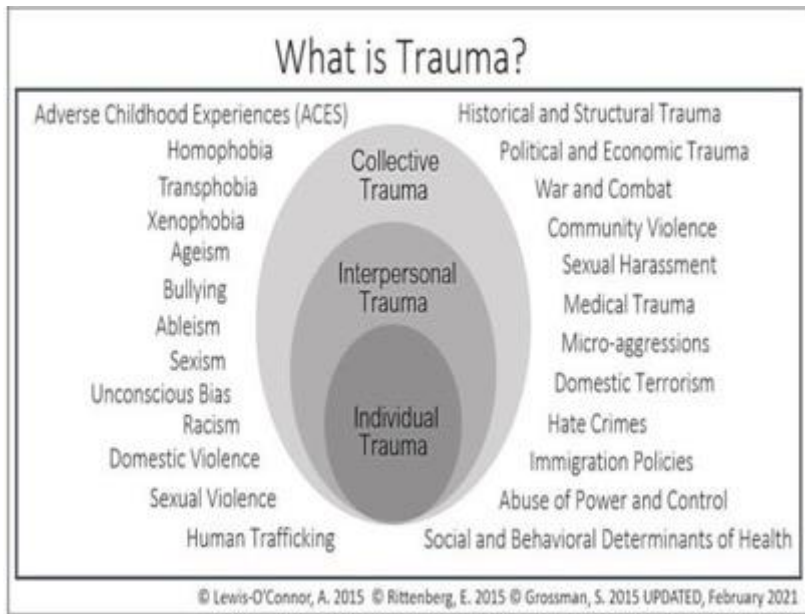 What is Trauma?
Adverse Childhood Experiences (ACES)
Homophobia
Transphobia
Xenophobia
Ageism
Bullying
Ableism
Sexism
Unconscious Bias
Racism
Domestic Violence
Sexual Violence
Human Trafficking
Collective
Trauma
Interpersonal
Trauma
Individual
Trauma
Historical and Structural Trauma
Political and Economic Trauma
War and Combat
Community Violence
Sexual Harassment
Medical Trauma
Micro-aggressions
Domestic Terrorism
Hate Crimes
Immigration Policies
Abuse of Power and Control
Social and Behavioral Determinants of Health
© Lewis-O'Connor, A. 2015 © Rittenberg, E. 2015 © Grossman, S. 2015 UPDATED, February 2021